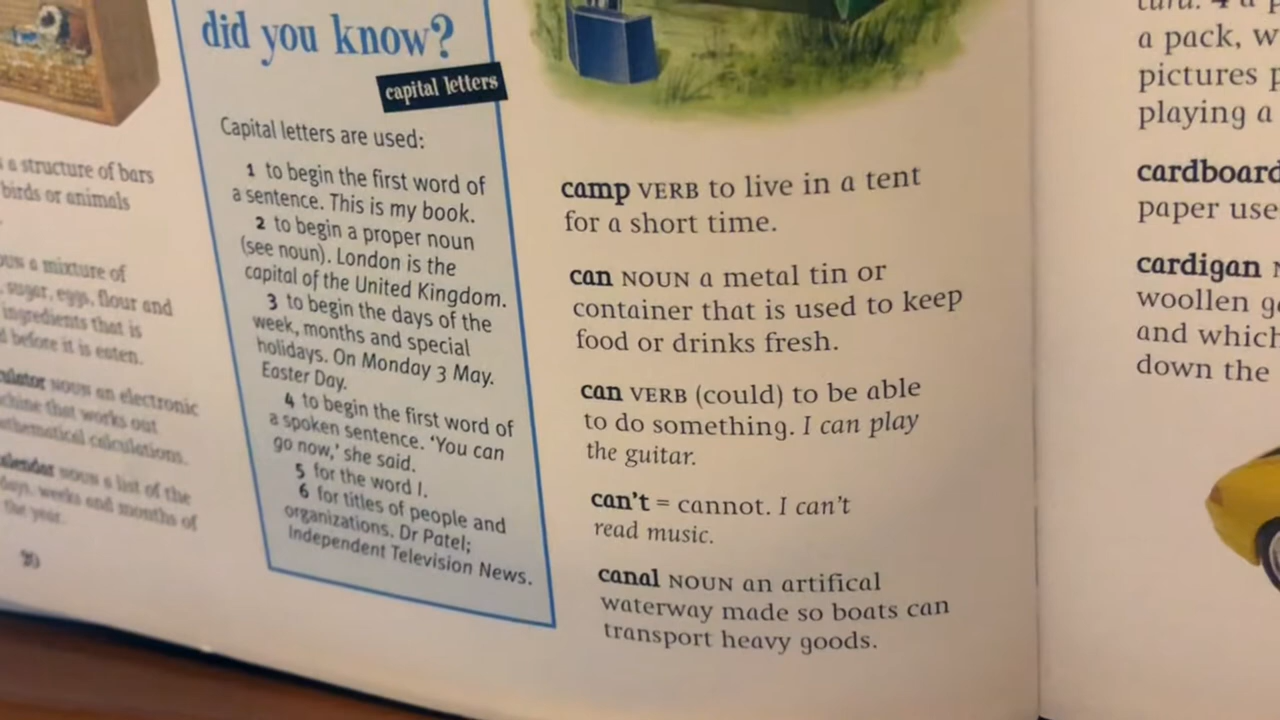 a structure of bars
birds or animals
a mixture of
sugar, eggs, flour and
ingredients that is
before it is eaten.
noun an electronic
that works out
mathematical calculations.
noun a list of the
days, weeks and months of
the year.
20
did you know?
capital letters
Capital letters are used:
1 to begin the first word of
a sentence. This is my book.
2 to begin a proper noun
(see noun). London is the
capital of the United Kingdom.
3 to begin the days of the
week, months and special
holidays. On Monday 3 May.
Easter Day.
4 to begin the first word of
a spoken sentence. ‘You can
go now,’ she said.
5 for the word I.
6 for titles of people and
organizations. Dr Patel;
Independent Television News.
camp VERB to live in a tent
for a short time.
can NOUN a metal tin or
container that is used to keep
food or drinks fresh.
can VERB (could) to be able
to do something. I can play
the guitar.
can’t = cannot. I can’t
read music.
canal NOUN an artifical
waterway made so boats can
transport heavy goods.
a pack, w
pictures p
playing a
cardboard
paper use
cardigan N
woollen g
and which
down the